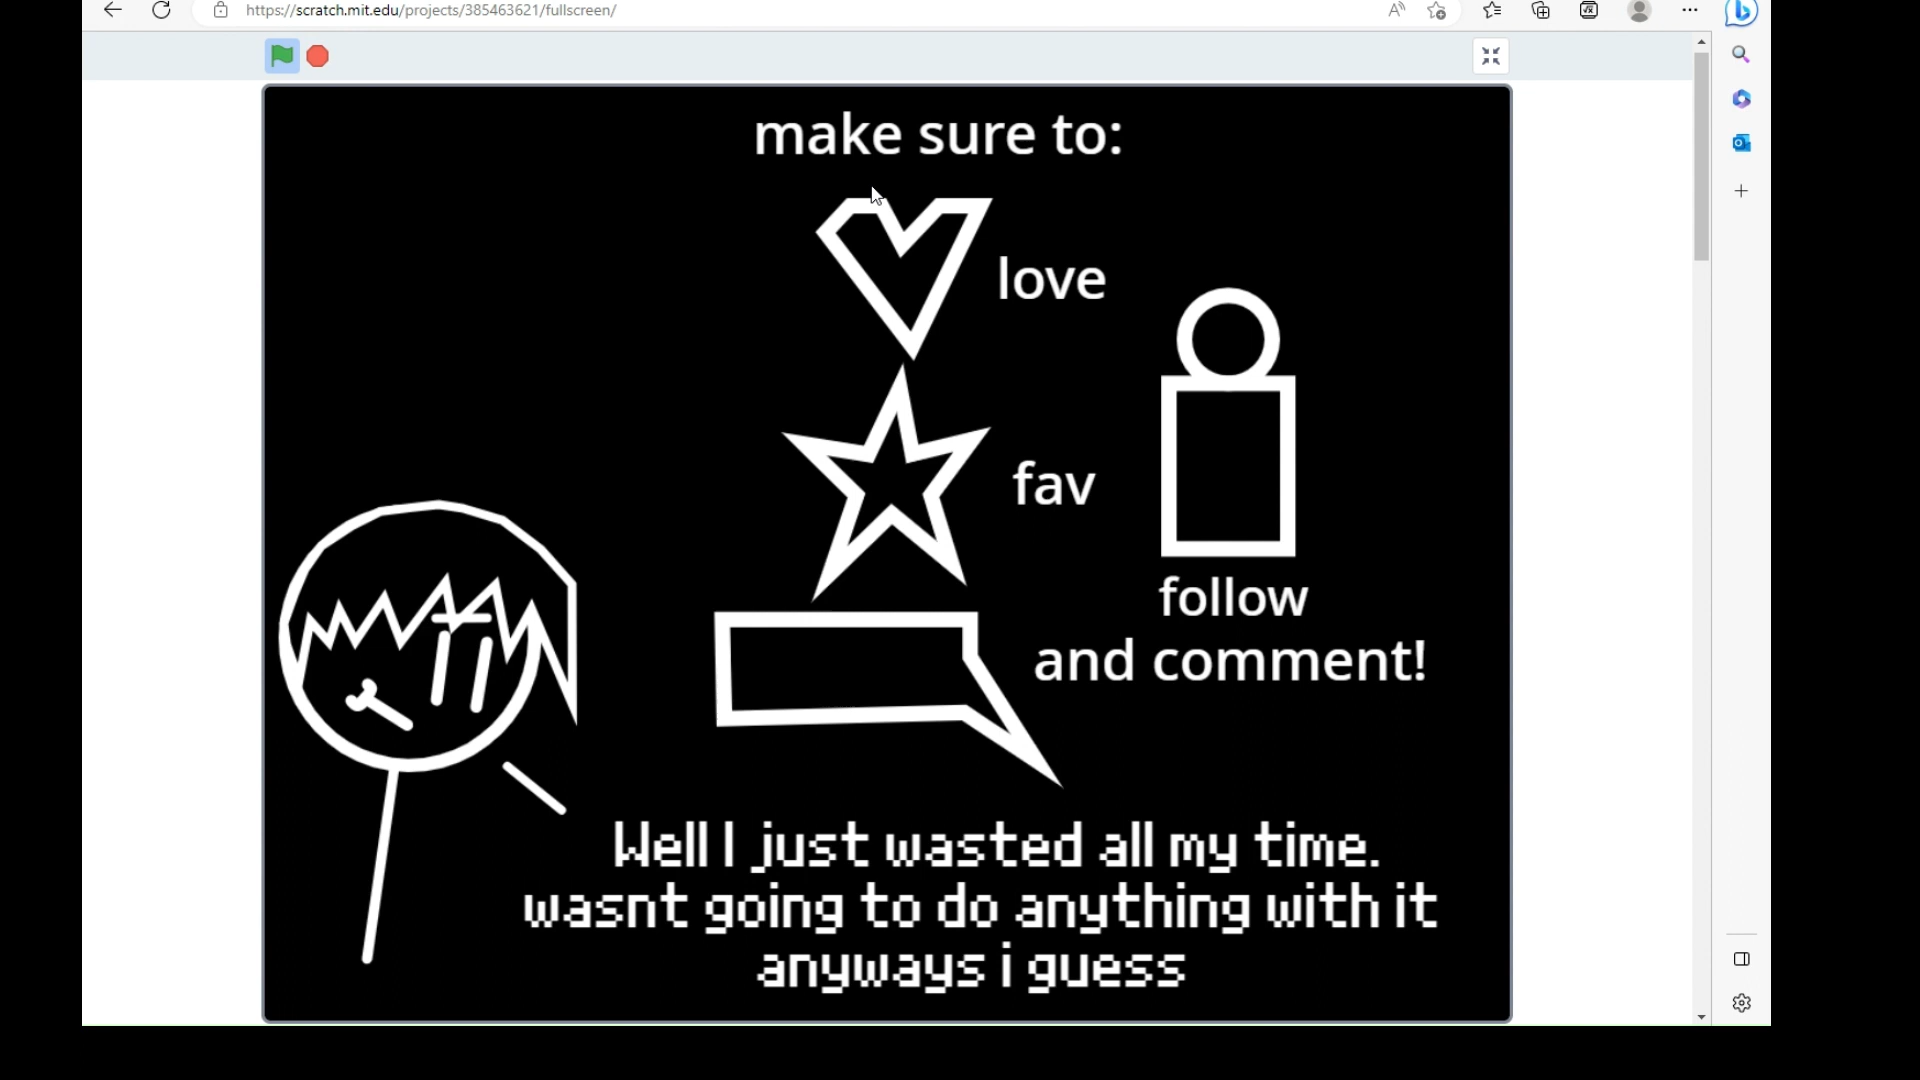 https://scratch.mit.edu/projects/385463621/fullscreen/
make sure to:
love
fav
follow
and comment!
Well I just wasted all my time.
wasnt going to do anything with it
anyways i guess